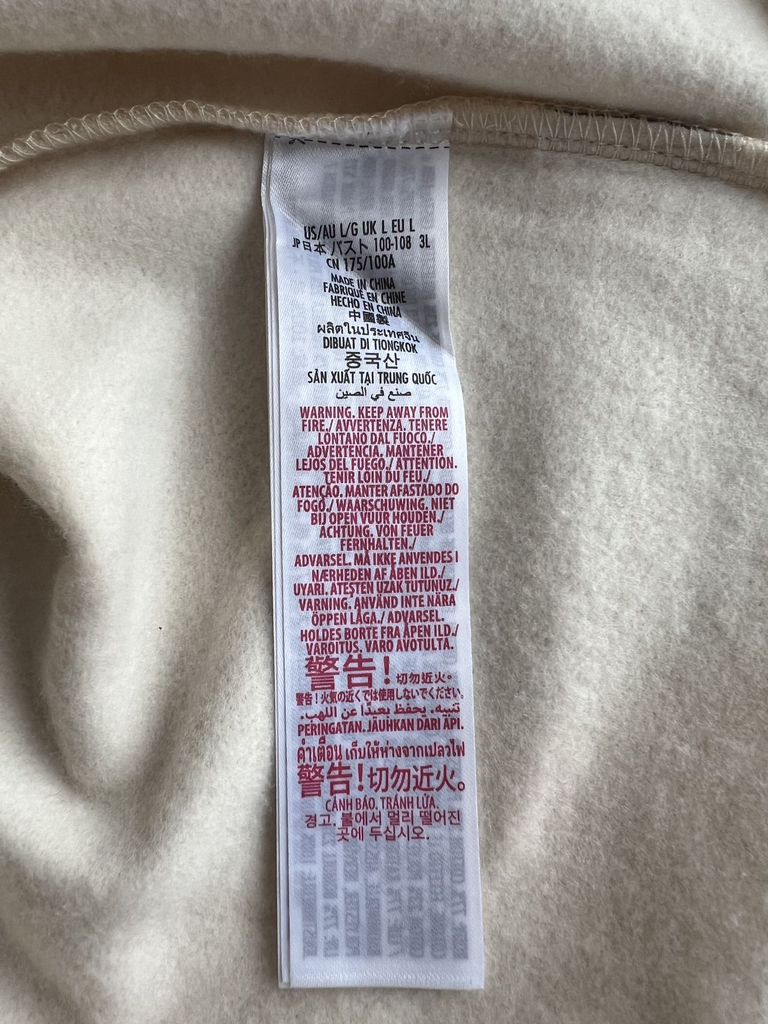 US/AU L/G UK L EU L
JP日本 バスト 100-108 3L
CN 175/100A
MADE IN CHINA
FABRIQUÉ EN CHINE
HECHO EN CHINA
中國製
ผลิตในประเทศจีน
DIBUAT DI TIONGKOK
중국산
SẢN XUẤT TẠI TRUNG QUỐC
صنع في الصين
WARNING. KEEP AWAY FROM
FIRE./ AVVERTENZA. TENERE
LONTANO DAL FUOCO./
ADVERTENCIA. MANTENER
LEJOS DEL FUEGO./ ATTENTION.
TENIR LOIN DU FEU./
ATENÇÃO. MANTER AFASTADO DO
FOGO./ WAARSCHUWING. NIET
BIJ OPEN VUUR HOUDEN./
ACHTUNG. VON FEUER
FERNHALTEN./
ADVARSEL. MÅ IKKE ANVENDES I
NÆRHEDEN AF ÅBEN ILD./
UYARI. ATEŞTEN UZAK TUTUNUZ./
VARNING. ANVÄND INTE NÄRA
ÖPPEN LÅGA./ ADVARSEL.
HOLDES BORTE FRA ÅPEN ILD./
VAROITUS. VARO AVOTULTA.
警告！切勿近火。
警告！火気の近くでは使用しないでください。
تنبيه. يحفظ بعيدًا عن اللهب.
PERINGATAN. JAUHKAN DARI API.
คำเตือน เก็บให้ห่างจากเปลวไฟ
警告！切勿近火。
CẢNH BÁO. TRÁNH LỬA.
경고. 불에서 멀리 떨어진
곳에 두십시오.